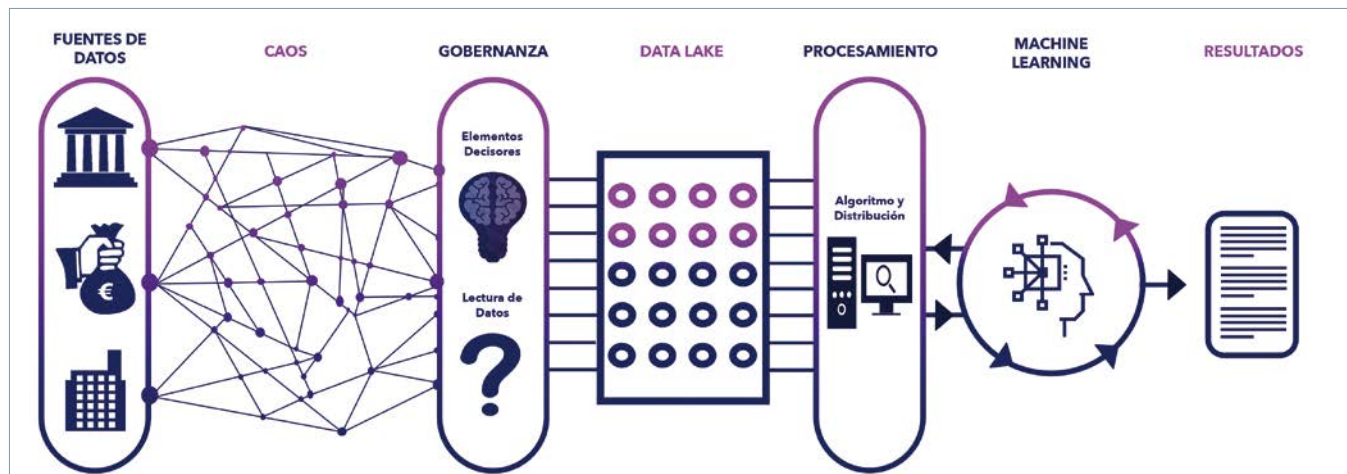 FUENTES DE
DATOS
CAOS
GOBERNANZA
DATA LAKE
PROCESAMIENTO
MACHINE
LEARNING
RESULTADOS
Elementos
Decisores
Lectura de
Datos
Algoritmo y
Distribución
€